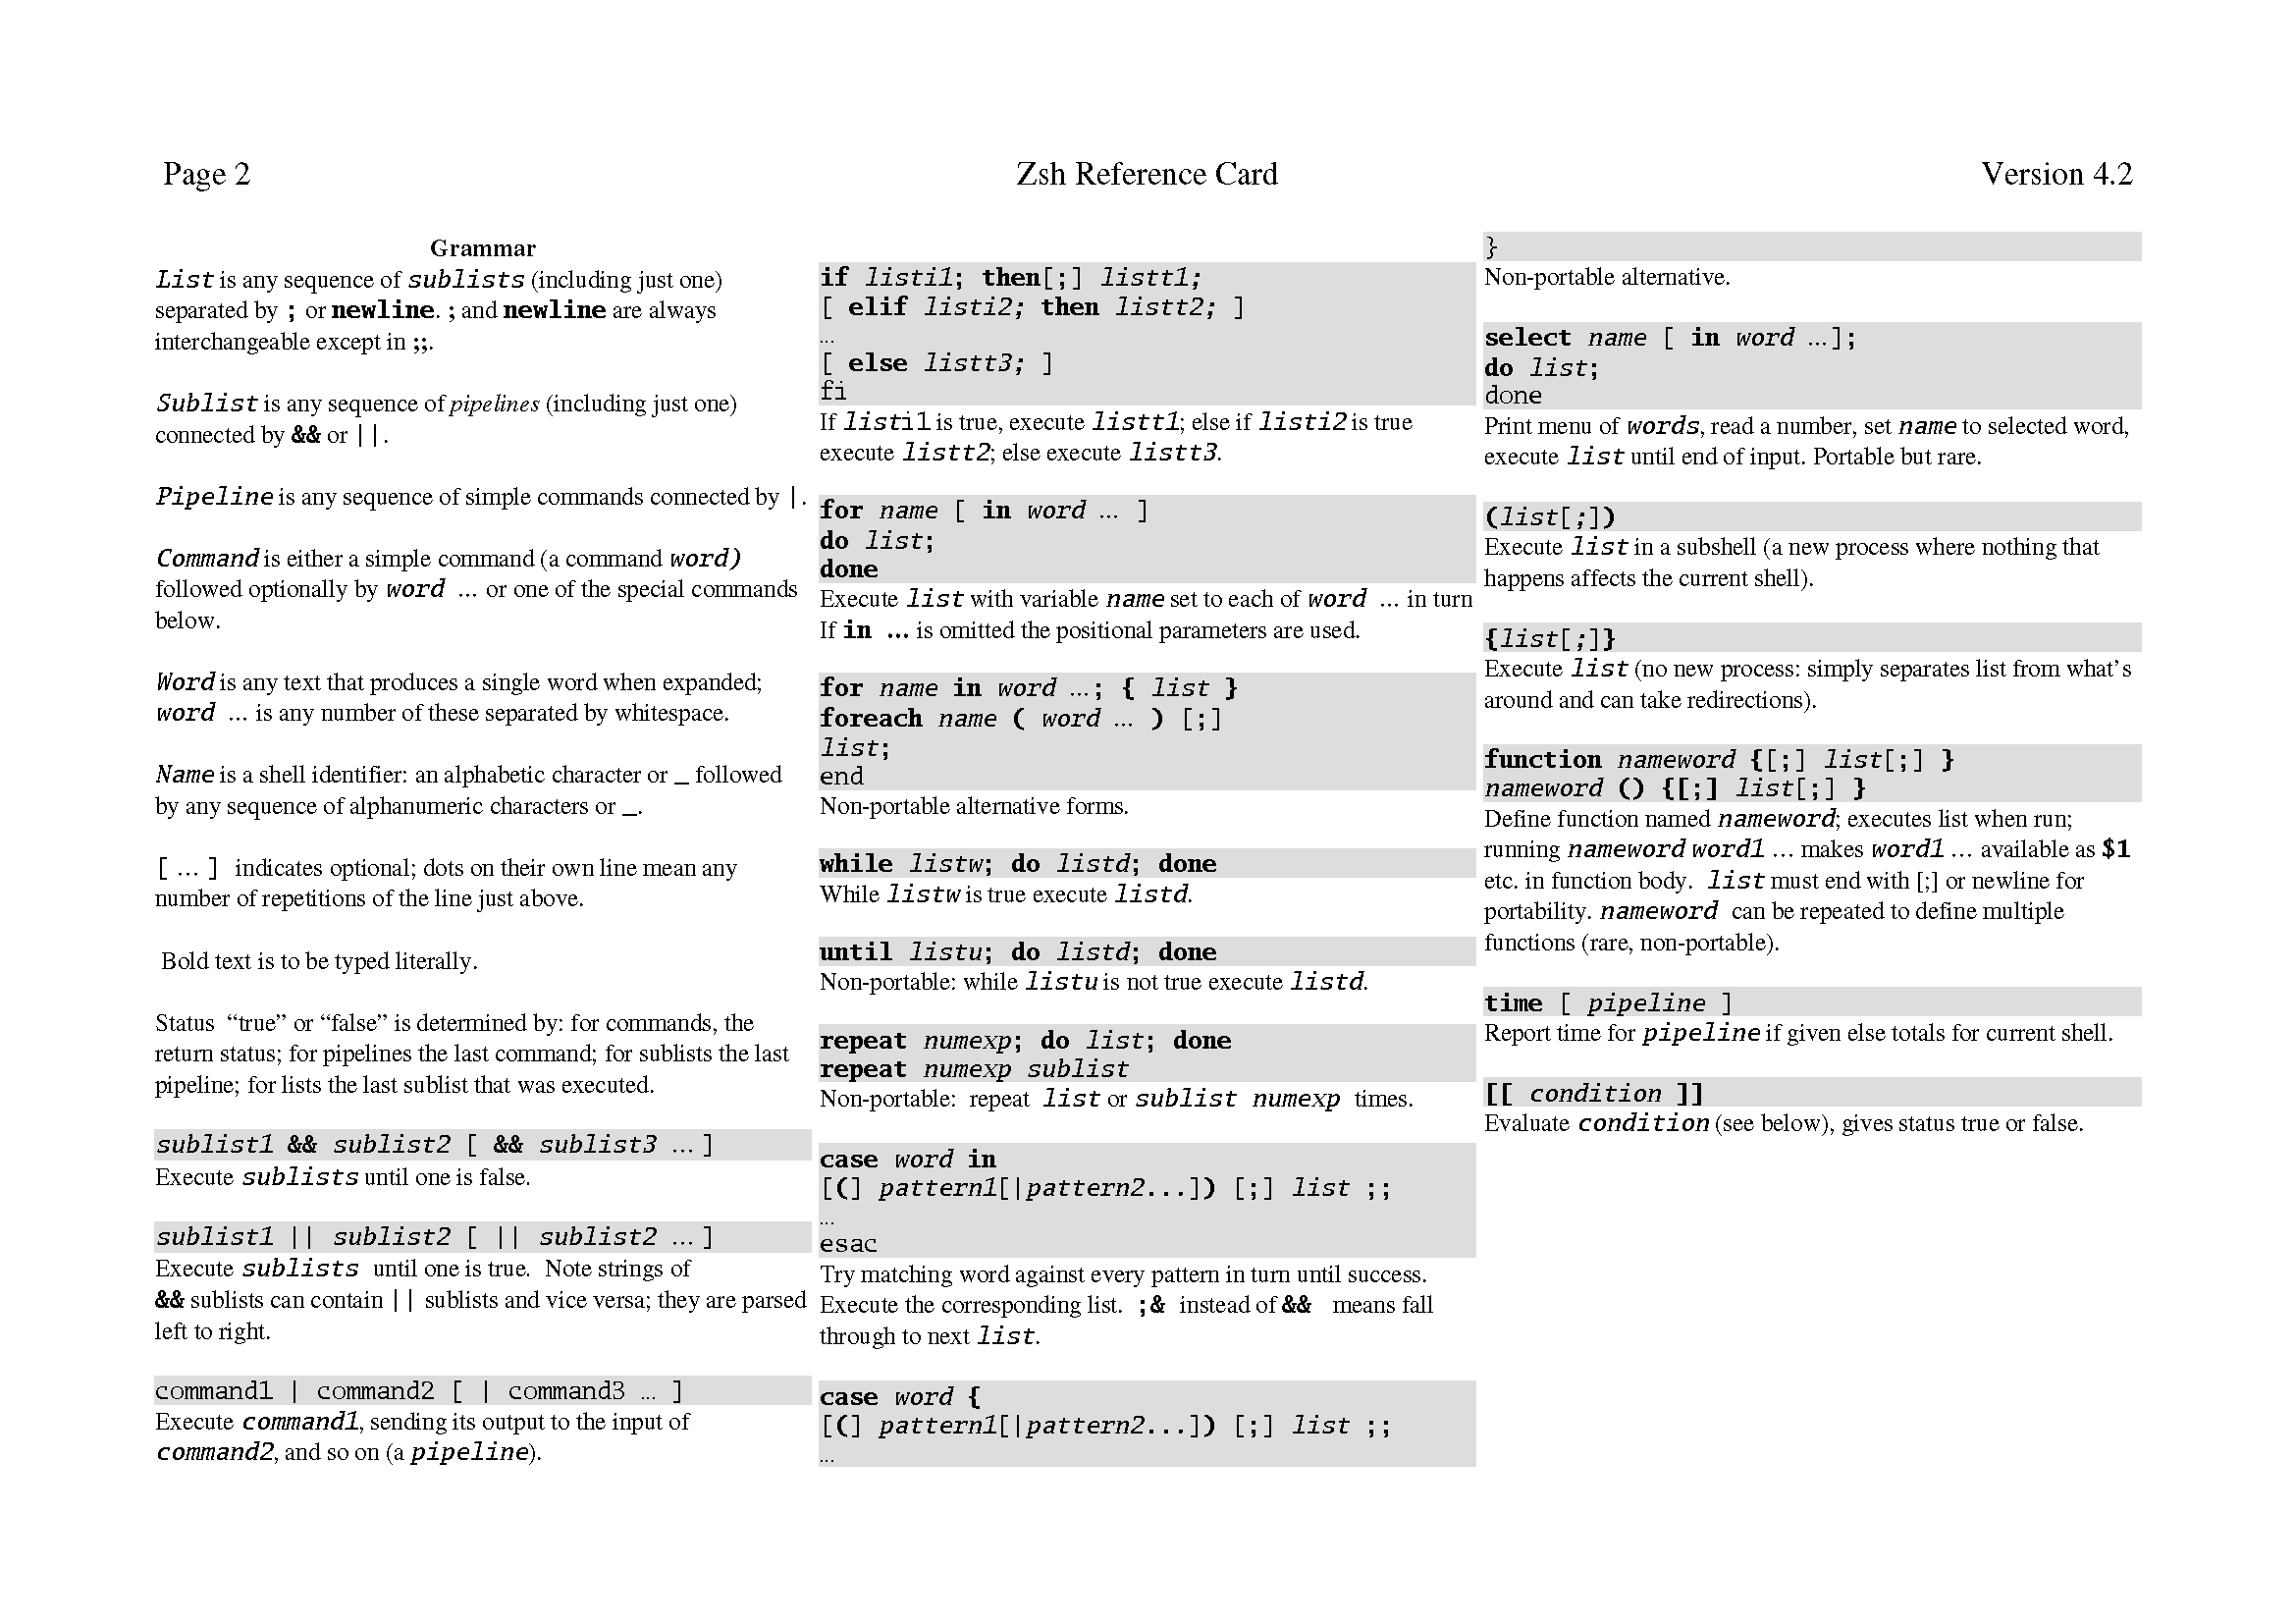 Page 2
Zsh Reference Card
Version 4.2
Grammar
List is any sequence of sublists (including just one)
separated by ; or newline. ; and newline are always
interchangeable except in ;;.
Sublist is any sequence of pipelines (including just one)
connected by && or ||.
Pipeline is any sequence of simple commands connected by |.
Command is either a simple command (a command word)
followed optionally by word ... or one of the special commands
below.
Word is any text that produces a single word when expanded;
word ... is any number of these separated by whitespace.
Name is a shell identifier: an alphabetic character or _ followed
by any sequence of alphanumeric characters or _.
[ ... ] indicates optional; dots on their own line mean any
number of repetitions of the line just above.
Bold text is to be typed literally.
Status “true” or “false” is determined by: for commands, the
return status; for pipelines the last command; for sublists the last
pipeline; for lists the last sublist that was executed.
sublist1 && sublist2 [ && sublist3 ... ]
Execute sublists until one is false.
sublist1 || sublist2 [ || sublist2 ... ]
Execute sublists until one is true. Note strings of
&& sublists can contain || sublists and vice versa; they are parsed
left to right.
command1 | command2 [ | command3 ... ]
Execute command1, sending its output to the input of
command2, and so on (a pipeline).
if listi1; then[;] listt1;
[ elif listi2; then listt2; ]
...
[ else listt3; ]
fi
If listi1 is true, execute listt1; else if listi2 is true
execute listt2; else execute listt3.
for name [ in word ... ]
do list;
done
Execute list with variable name set to each of word ... in turn
If in ... is omitted the positional parameters are used.
for name in word ...; { list }
foreach name ( word ... ) [;]
list;
end
Non-portable alternative forms.
while listw; do listd; done
While listw is true execute listd.
until listu; do listd; done
Non-portable: while listu is not true execute listd.
repeat numexp; do list; done
repeat numexp sublist
Non-portable: repeat list or sublist numexp times.
case word in
[(] pattern1[|pattern2...]) [;] list ;;
...
esac
Try matching word against every pattern in turn until success.
Execute the corresponding list. ;& instead of && means fall
through to next list.
case word {
[(] pattern1[|pattern2...]) [;] list ;;
...
}
Non-portable alternative.
select name [ in word ...];
do list;
done
Print menu of words, read a number, set name to selected word,
execute list until end of input. Portable but rare.
(list[;])
Execute list in a subshell (a new process where nothing that
happens affects the current shell).
{list[;]}
Execute list (no new process: simply separates list from what’s
around and can take redirections).
function nameword {[;] list[;] }
nameword () {[;] list[;] }
Define function named nameword; executes list when run;
running nameword word1 ... makes word1 ... available as $1
etc. in function body. list must end with [;] or newline for
portability. nameword can be repeated to define multiple
functions (rare, non-portable).
time [ pipeline ]
Report time for pipeline if given else totals for current shell.
[[ condition ]]
Evaluate condition (see below), gives status true or false.